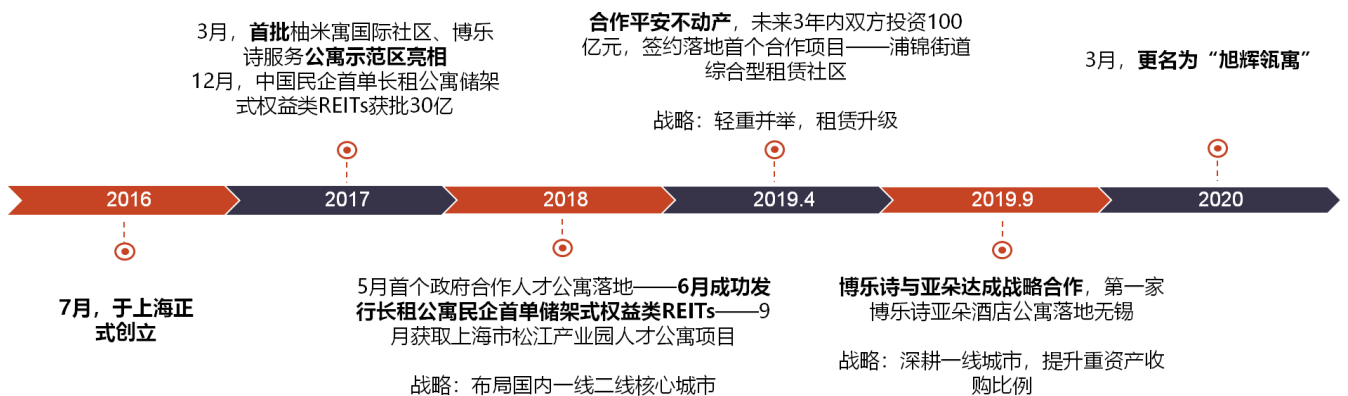 3月，首批柚米寓国际社区、博乐
诗服务公寓示范区亮相
12月，中国民企首单长租公寓储架
式权益类REITs获批30亿
合作平安不动产，未来3年内双方投资100
亿元，签约落地首个合作项目——浦锦街道
综合型租赁社区
战略：轻重并举，租赁升级
3月，更名为“旭辉瓴寓”
2016
2017
2018
2019.4
2019.9
2020
7月，于上海正
式创立
5月首个政府合作人才公寓落地——6月成功发
行长租公寓民企首单储架式权益类REITs——9
月获取上海市松江产业园人才公寓项目
战略：布局国内一线二线核心城市
博乐诗与亚朵达成战略合作，第一家
博乐诗亚朵酒店公寓落地无锡
战略：深耕一线城市，提升重资产收
购比例